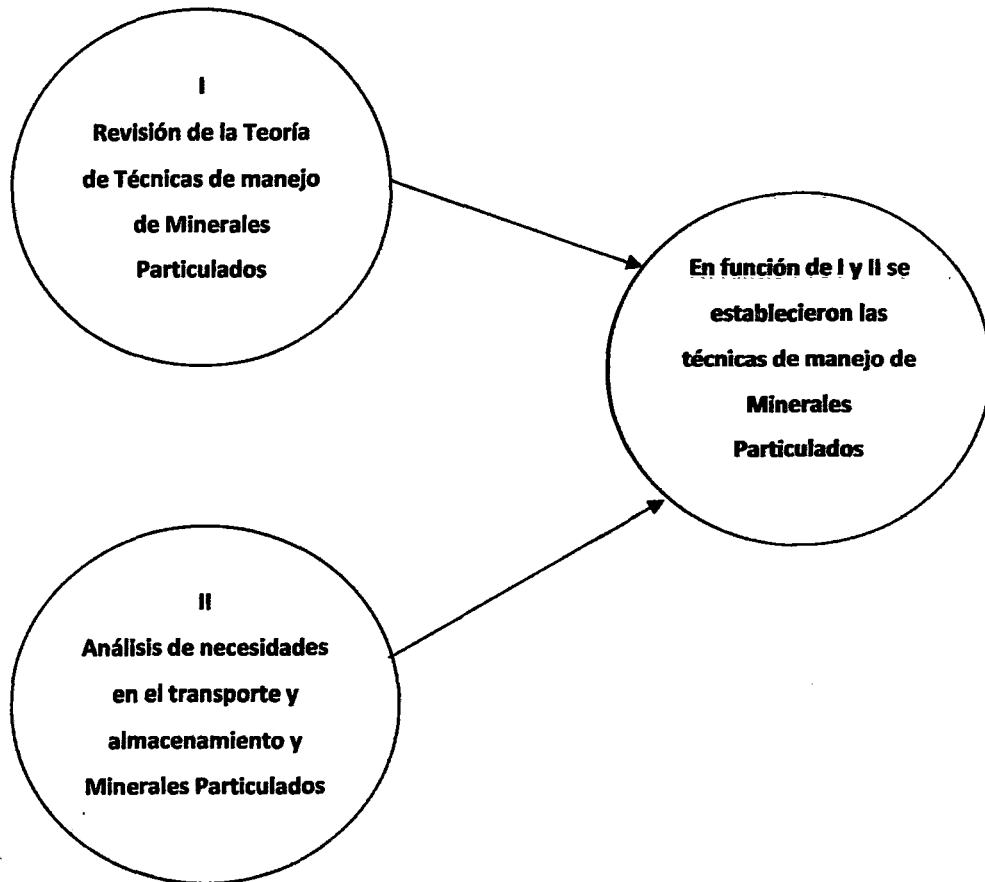 I
Revisión de la Teoría
de Técnicas de manejo
de Minerales
Particulados
En función de I y II se
establecieron las
técnicas de manejo de
Minerales
Particulados
II
Análisis de necesidades
en el transporte y
almacenamiento y
Minerales Particulados